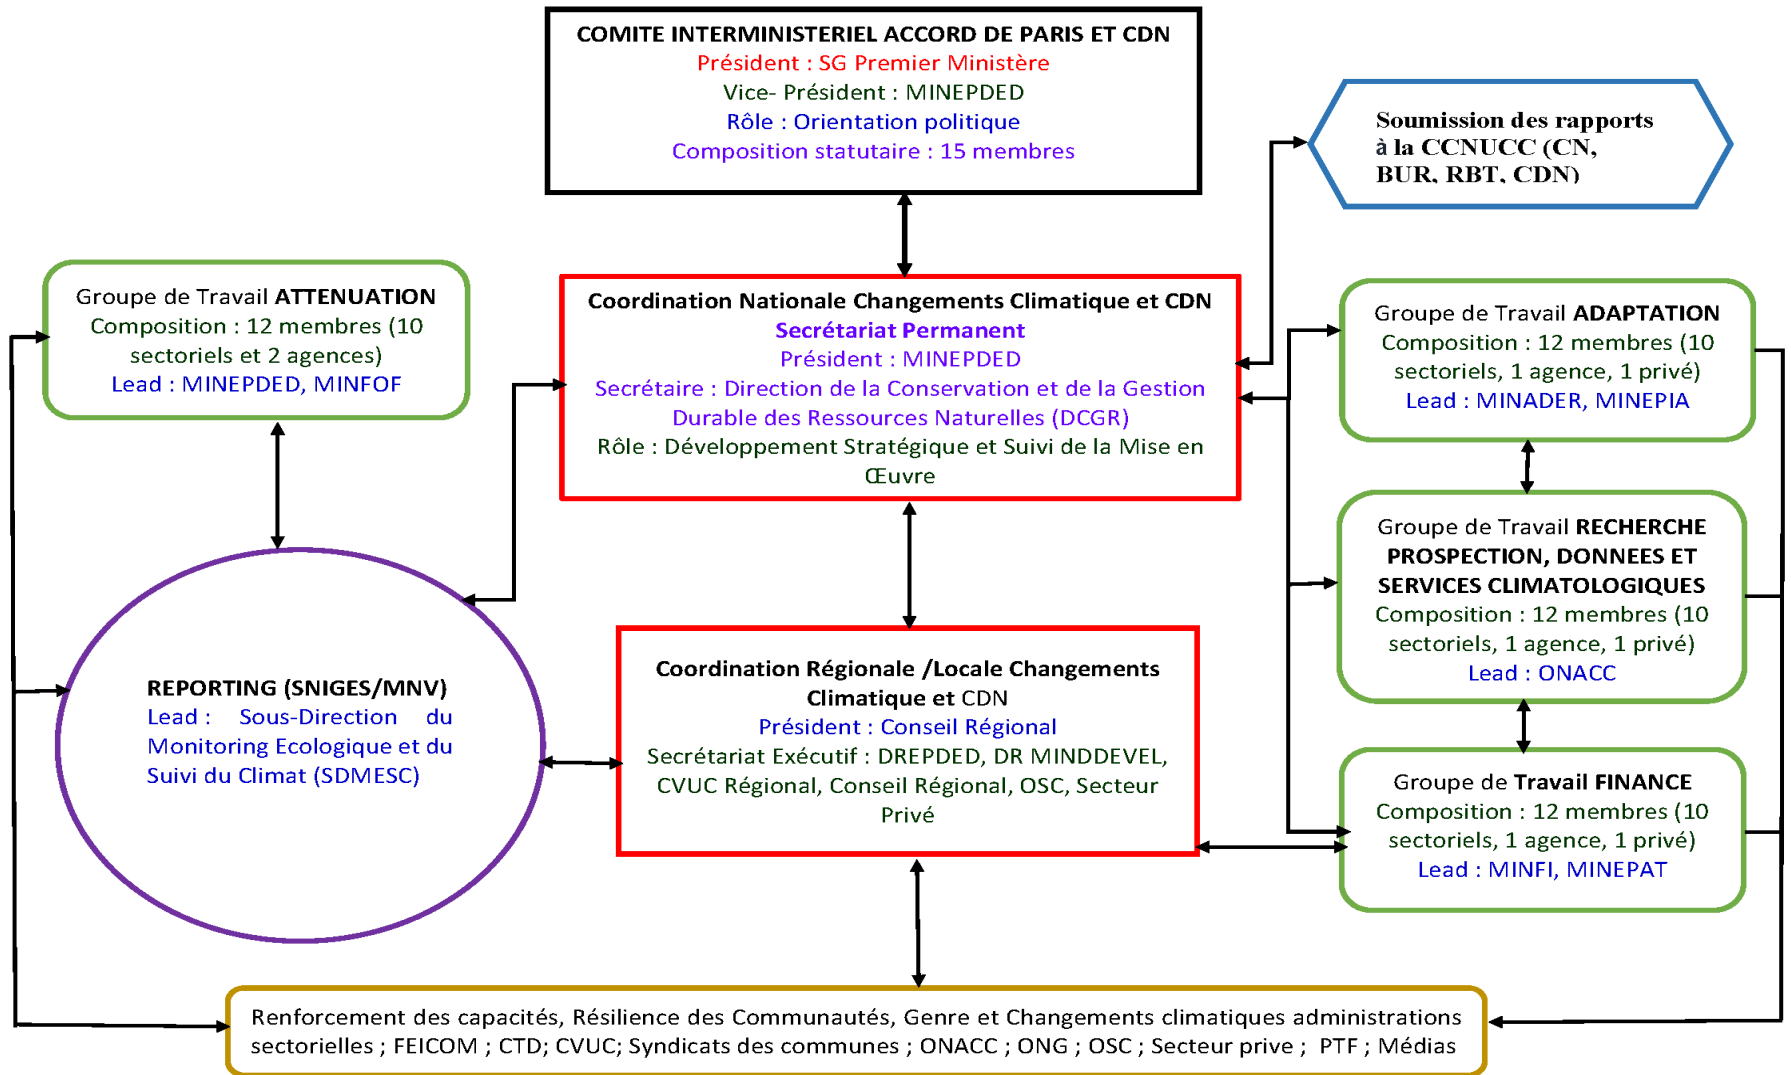 COMITE INTERMINISTERIEL ACCORD DE PARIS ET CDN
Président : SG Premier Ministère
Vice- Président : MINEPDED
Rôle : Orientation politique
Composition statutaire : 15 membres
Soumission des rapports
à la CCNUCC (CN,
BUR, RBT, CDN)
Groupe de Travail ATTENUATION
Composition : 12 membres (10
sectoriels et 2 agences)
Lead : MINEPDED, MINFOF
Coordination Nationale Changements Climatique et CDN
Secrétariat Permanent
Président : MINEPDED
Secrétaire : Direction de la Conservation et de la Gestion
Durable des Ressources Naturelles (DCGR)
Rôle : Développement Stratégique et Suivi de la Mise en
Œuvre
Groupe de Travail ADAPTATION
Composition : 12 membres (10
sectoriels, 1 agence, 1 privé)
Lead : MINADER, MINEPIA
Groupe de Travail RECHERCHE
PROSPECTION, DONNEES ET
SERVICES CLIMATOLOGIQUES
Composition : 12 membres (10
sectoriels, 1 agence, 1 privé)
Lead : ONACC
REPORTING (SNIGES/MNV)
Lead : Sous-Direction du
Monitoring Ecologique et du
Suivi du Climat (SDMESC)
Coordination Régionale /Locale Changements
Climatique et CDN
Président : Conseil Régional
Secrétariat Exécutif : DREPDED, DR MINDDEVEL,
CVUC Régional, Conseil Régional, OSC, Secteur
Privé
Groupe de Travail FINANCE
Composition : 12 membres (10
sectoriels, 1 agence, 1 privé)
Lead : MINFI, MINEPAT
Renforcement des capacités, Résilience des Communautés, Genre et Changements climatiques administrations
sectorielles ; FEICOM ; CTD; CVUC; Syndicats des communes ; ONACC ; ONG ; OSC ; Secteur prive ; PTF ; Médias